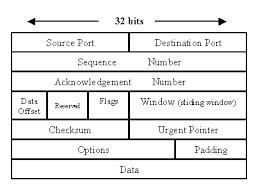 32 bits
Source Port Destination Port
Sequence Number
Acknowledgement Number
Data Offset Reserved Flags Window (sliding window)
Checksum Urgent Pointer
Options Padding
Data